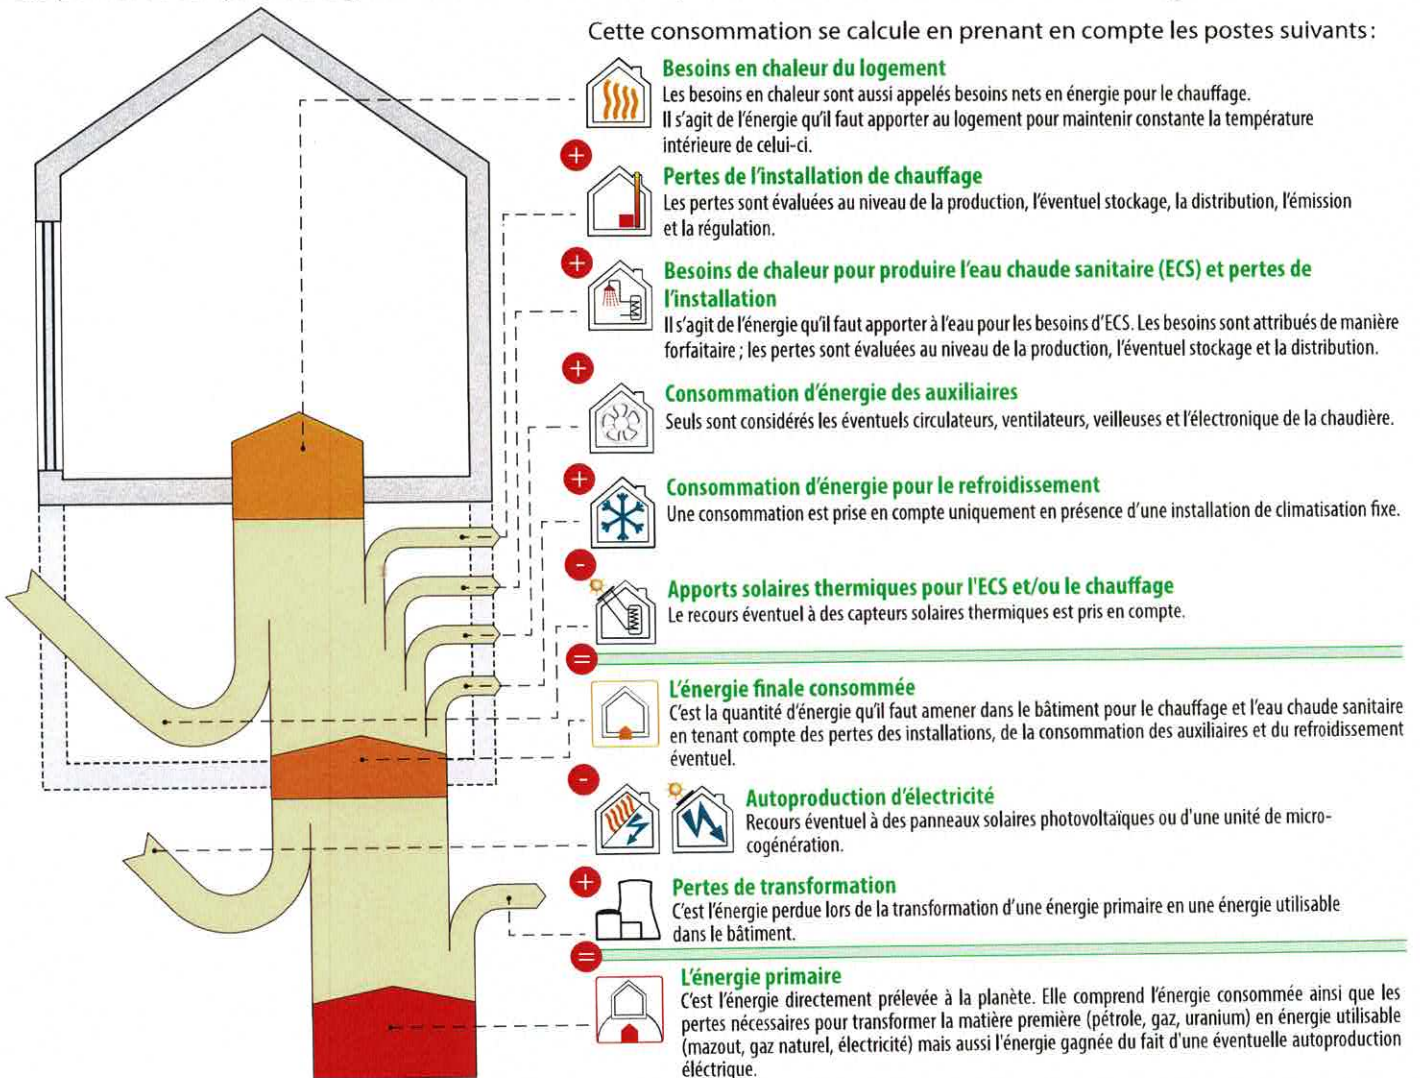 Cette consommation se calcule en prenant en compte les postes suivants :
Besoins en chaleur du logement
Les besoins en chaleur sont aussi appelés besoins nets en énergie pour le chauffage.
Il s'agit de l'énergie qu'il faut apporter au logement pour maintenir constante la température
intérieure de celui-ci.
+
Pertes de l'installation de chauffage
Les pertes sont évaluées au niveau de la production, l'éventuel stockage, la distribution, l'émission
et la régulation.
+
Besoins de chaleur pour produire l'eau chaude sanitaire (ECS) et pertes de
l'installation
Il s'agit de l'énergie qu'il faut apporter à l'eau pour les besoins d'ECS. Les besoins sont attribués de manière
forfaitaire ; les pertes sont évaluées au niveau de la production, l'éventuel stockage et la distribution.
+
Consommation d'énergie des auxiliaires
Seuls sont considérés les éventuels circulateurs, ventilateurs, veilleuses et l'électronique de la chaudière.
+
Consommation d'énergie pour le refroidissement
Une consommation est prise en compte uniquement en présence d'une installation de climatisation fixe.
-
Apports solaires thermiques pour l'ECS et/ou le chauffage
Le recours éventuel à des capteurs solaires thermiques est pris en compte.
=
L'énergie finale consommée
C'est la quantité d'énergie qu'il faut amener dans le bâtiment pour le chauffage et l'eau chaude sanitaire
en tenant compte des pertes des installations, de la consommation des auxiliaires et du refroidissement
éventuel.
-
Autoproduction d'électricité
Recours éventuel à des panneaux solaires photovoltaïques ou d'une unité de micro-
cogénération.
+
Pertes de transformation
C'est l'énergie perdue lors de la transformation d'une énergie primaire en une énergie utilisable
dans le bâtiment.
=
L'énergie primaire
C'est l'énergie directement prélevée à la planète. Elle comprend l'énergie consommée ainsi que les
pertes nécessaires pour transformer la matière première (pétrole, gaz, uranium) en énergie utilisable
(mazout, gaz naturel, électricité) mais aussi l'énergie gagnée du fait d'une éventuelle autoproduction
éléctrique.